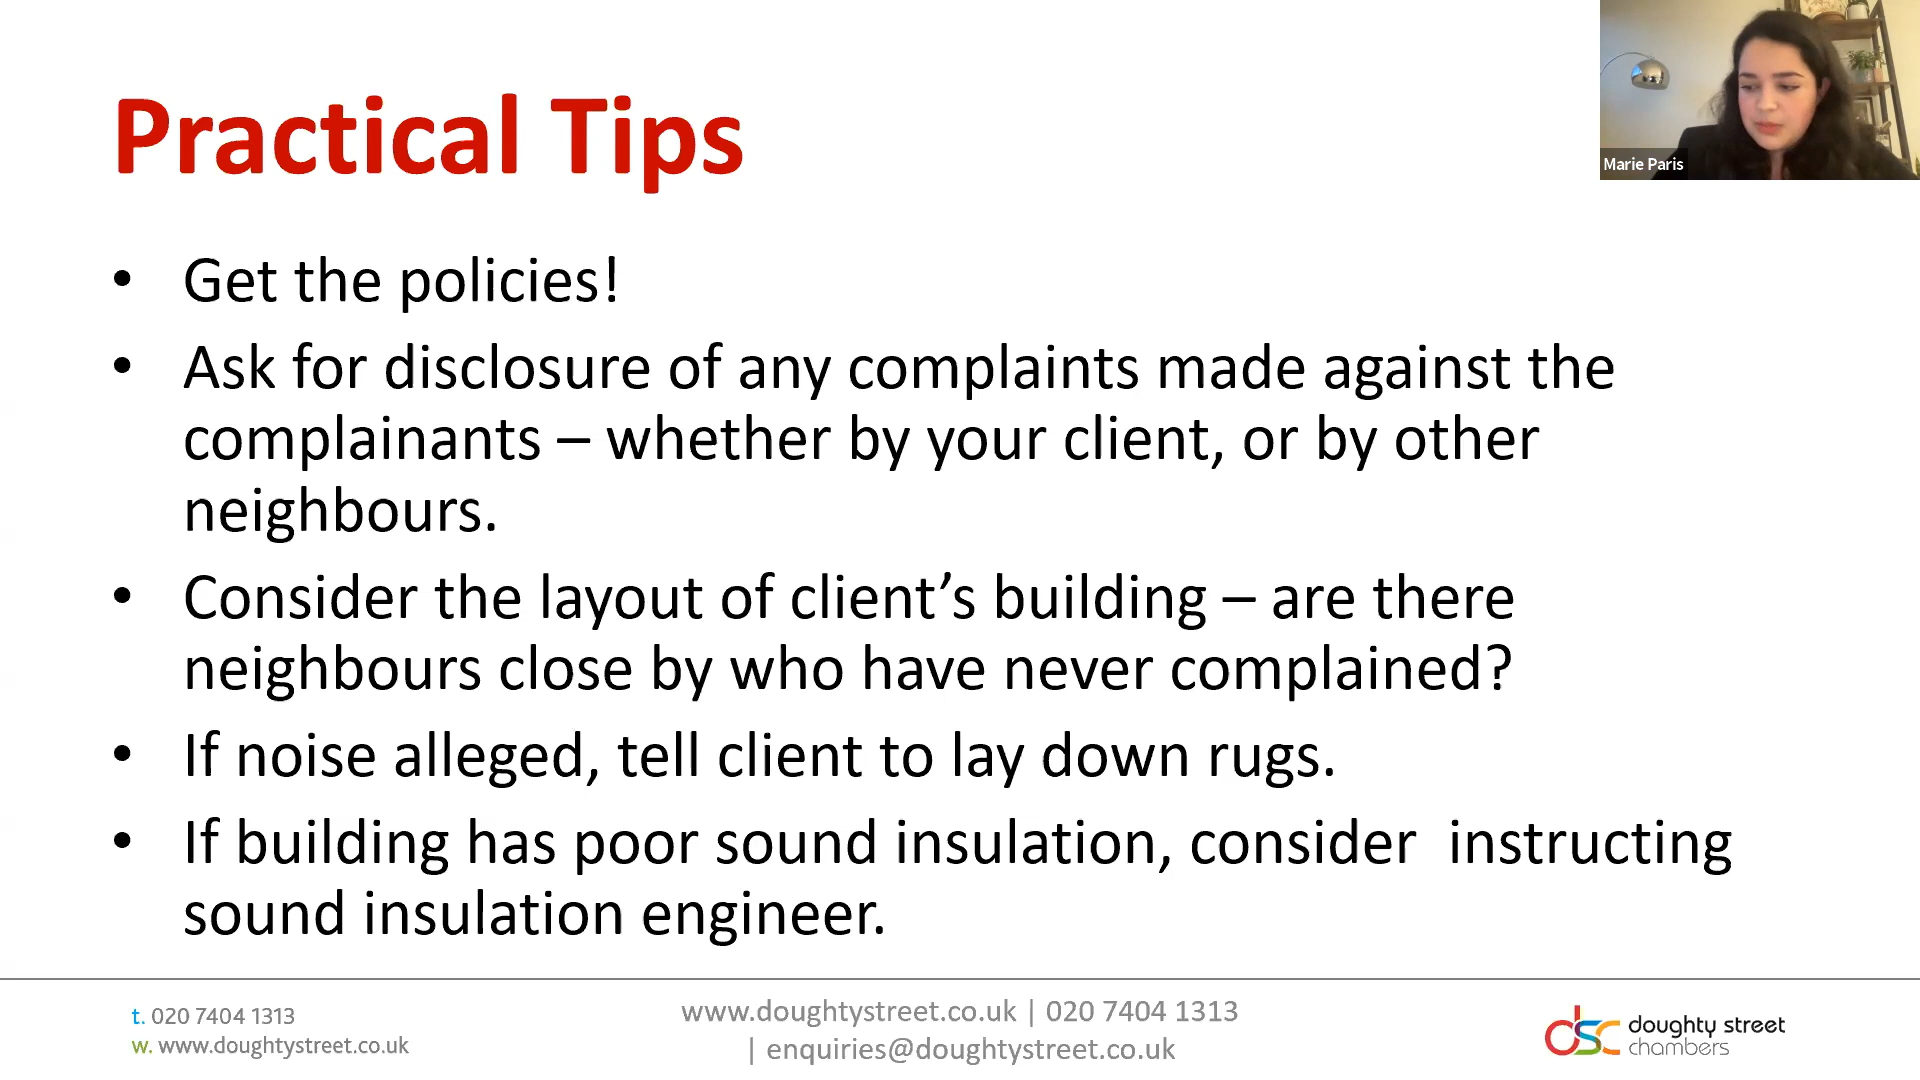 Practical Tips
Marie Paris
• Get the policies!
• Ask for disclosure of any complaints made against the
complainants – whether by your client, or by other
neighbours.
• Consider the layout of client’s building – are there
neighbours close by who have never complained?
• If noise alleged, tell client to lay down rugs.
• If building has poor sound insulation, consider  instructing
sound insulation engineer.
t. 020 7404 1313
w. www.doughtystreet.co.uk
www.doughtystreet.co.uk | 020 7404 1313
| enquiries@doughtystreet.co.uk
dsc doughty street
chambers